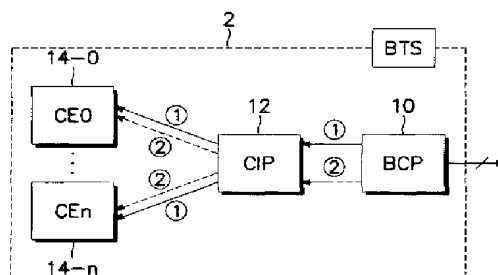 2
BTS
14-0
CE0
①
②
12
CIP
①
②
10
BCP
⋮
CEn
②
①
14-n